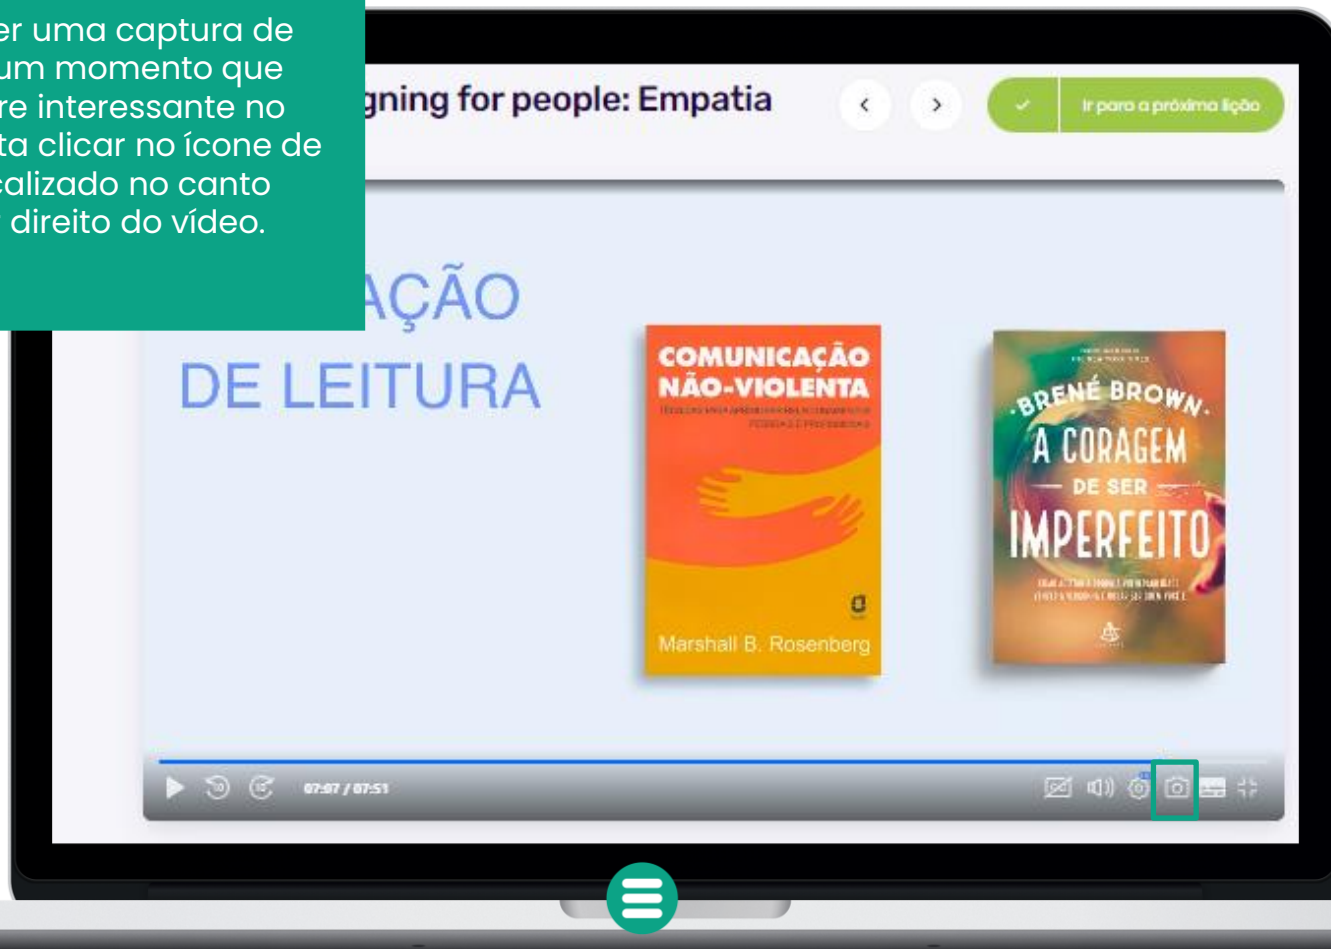 er uma captura de
um momento que
re interessante no
ta clicar no ícone de
calizado no canto
direito do vídeo.
gning for people: Empatia
Ir para a próxima lição
AÇÃO
DE LEITURA
COMUNICAÇÃO
NÃO-VIOLENTA
Marshall B. Rosenberg
BRENÉ BROWN
A CORAGEM
DE SER
IMPERFEITO
07:07 / 07:51